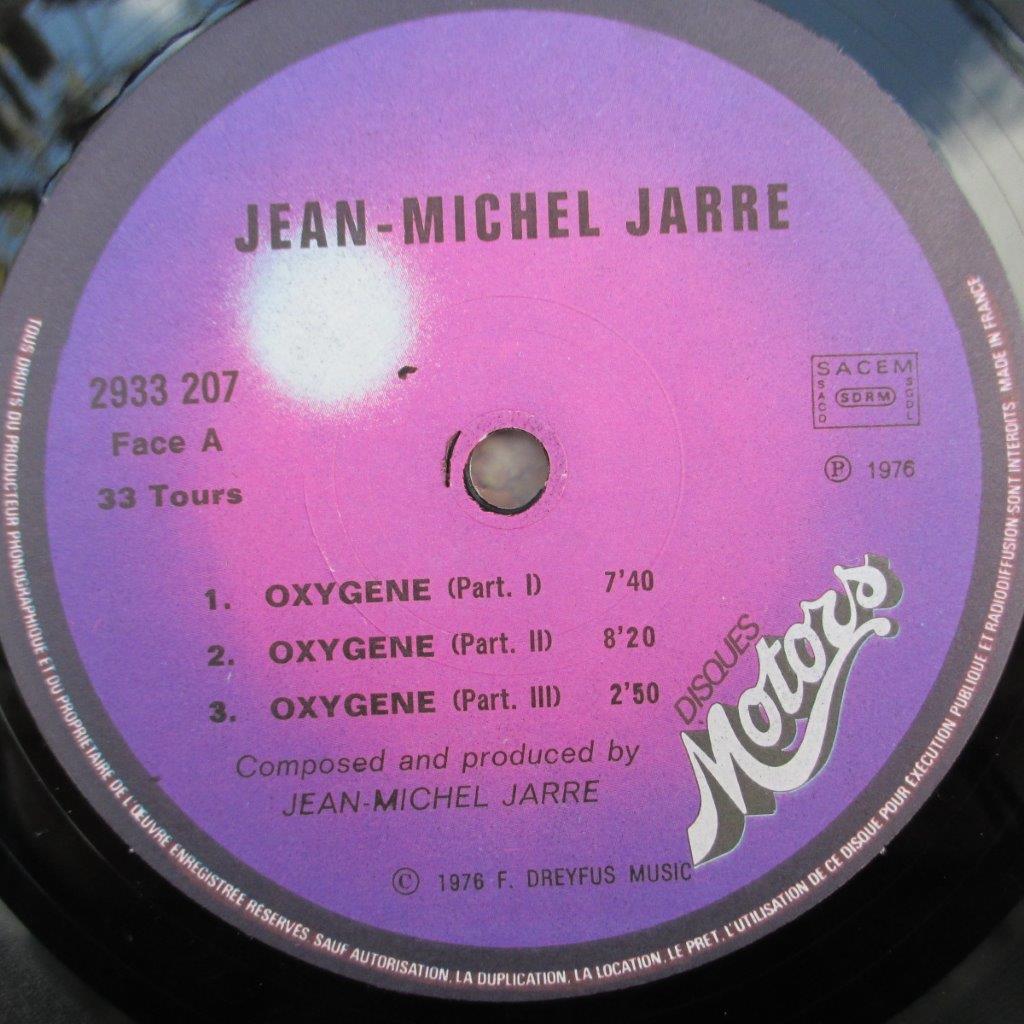 JEAN-MICHEL JARRE
2933 207
Face A
33 Tours
SACEM
SACD
SDRM
SGDL
℗ 1976
1. OXYGENE (Part. I) 7'40
2. OXYGENE (Part. II) 8'20
3. OXYGENE (Part. III) 2'50
Composed and produced by
JEAN-MICHEL JARRE
DISQUES
Motors
© 1976 F. DREYFUS MUSIC
TOUS DROITS DU PRODUCTEUR PHONOGRAPHIQUE ET DU PROPRIETAIRE DE L'ŒUVRE ENREGISTREE RESERVES. SAUF AUTORISATION, LA DUPLICATION, LA LOCATION, LE PRET, L'UTILISATION DE CE DISQUE POUR EXECUTION PUBLIQUE ET RADIODIFFUSION SONT INTERDITS. MADE IN FRANCE